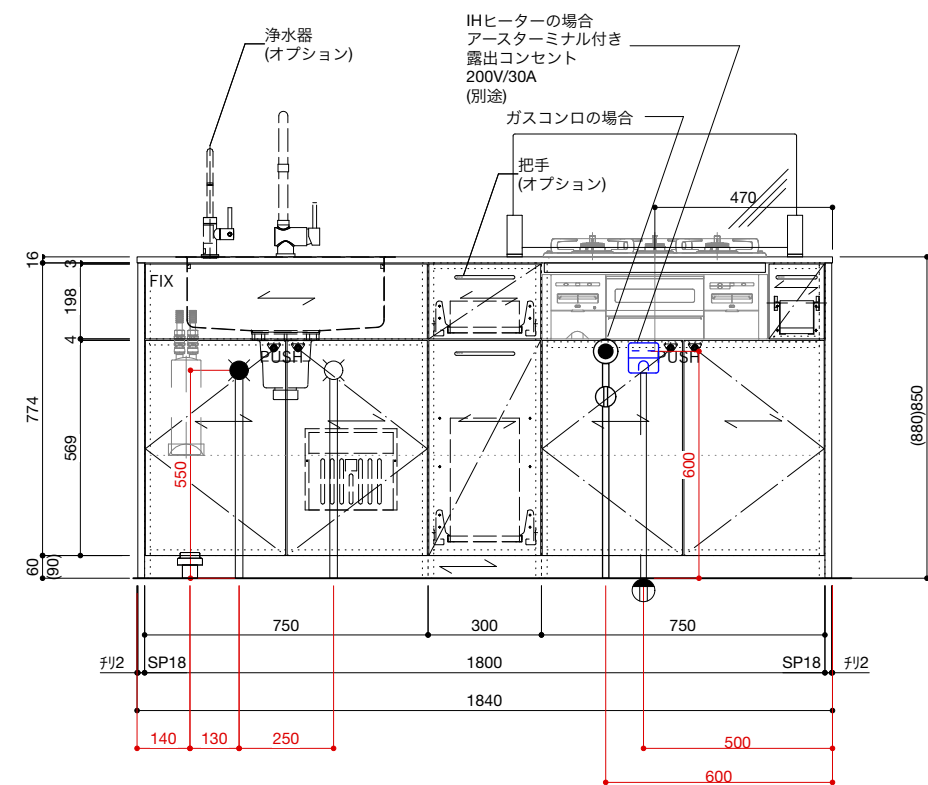 浄水器
(オプション)
IHヒーターの場合
アースターミナル付き
露出コンセント
200V/30A
(別途)
ガスコンロの場合
把手
(オプション)
470
16
3
198
4
774
569
60
(90)
FIX
PUSH
PUSH
550
600
(880)850
750
300
750
チリ2
SP18
1800
SP18
チリ2
1840
140
130
250
500
600